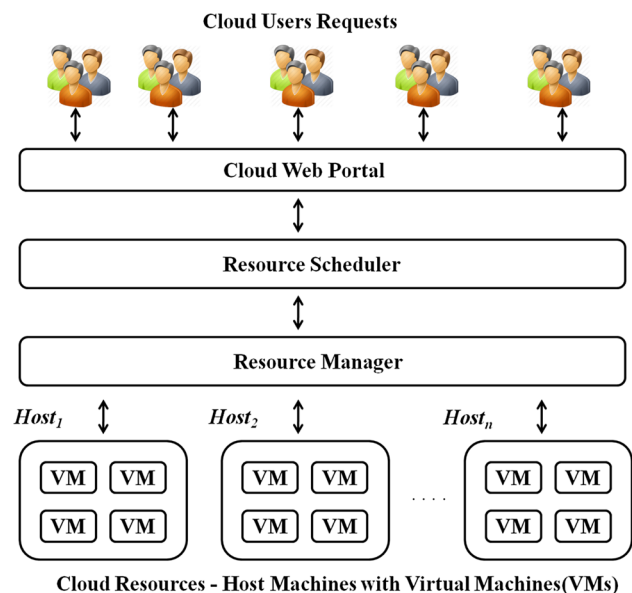 Cloud Users Requests
Cloud Web Portal
Resource Scheduler
Resource Manager
Host1 Host2 Hostn
VM VM VM VM VM VM
. . . .
VM VM VM VM VM VM
Cloud Resources - Host Machines with Virtual Machines(VMs)